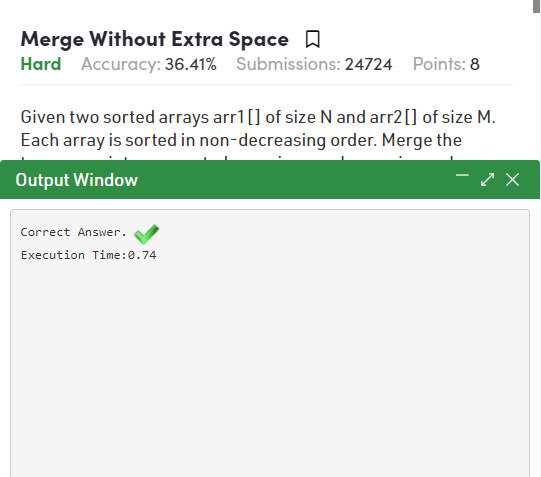 Merge Without Extra Space
Hard Accuracy: 36.41% Submissions: 24724 Points: 8
Given two sorted arrays arr1[] of size N and arr2[] of size M.
Each array is sorted in non-decreasing order. Merge the
Output Window
Correct Answer.
Execution Time:0.74